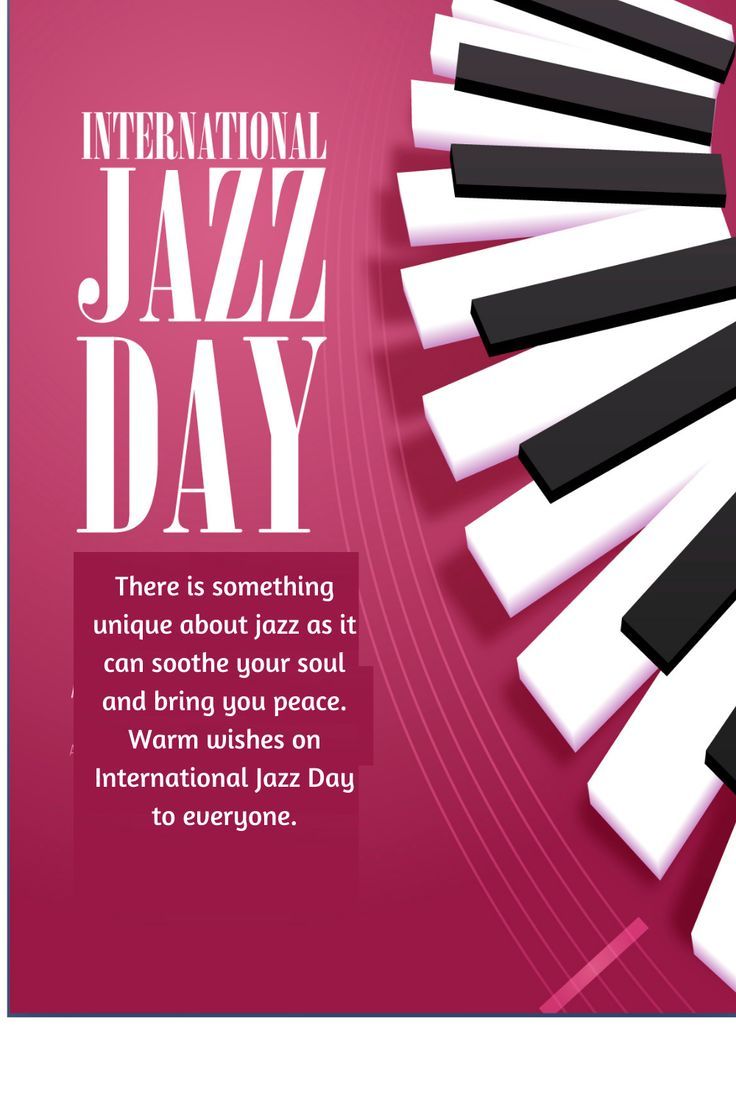 INTERNATIONAL
JAZZ
DAY
There is something
unique about jazz as it
can soothe your soul
and bring you peace.
Warm wishes on
International Jazz Day
to everyone.